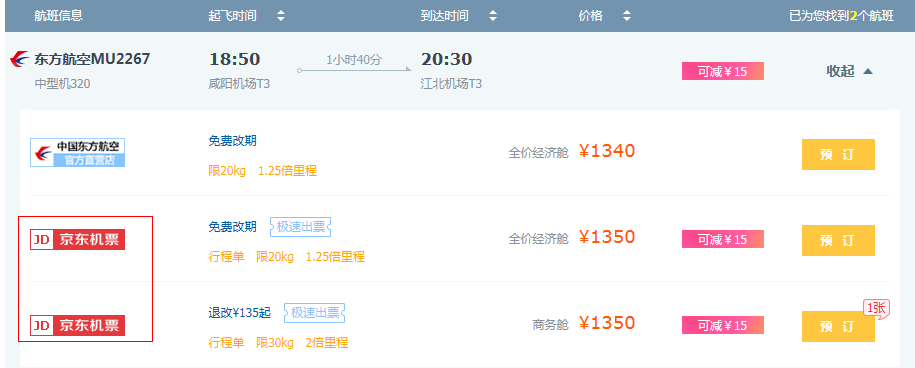 航班信息 起飞时间 到达时间 价格 已为您找到2个航班
东方航空MU2267 18:50 1小时40分 20:30 可减¥15 收起
中型机320 咸阳机场T3 江北机场T3
中国东方航空 免费改期 全价经济舱 ¥1340 预 订
官方直营店 限20kg 1.25倍里程
JD 京东机票 免费改期 极速出票 全价经济舱 ¥1350 可减¥15 预 订
行程单 限20kg 1.25倍里程
1张
JD 京东机票 退改¥135起 极速出票 商务舱 ¥1350 可减¥15 预 订
行程单 限30kg 2倍里程